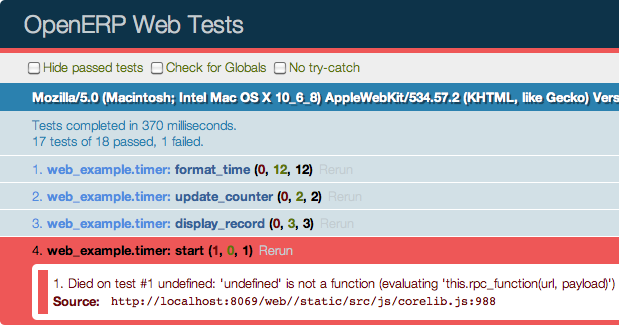 OpenERP Web Tests
Hide passed tests Check for Globals No try-catch
Mozilla/5.0 (Macintosh; Intel Mac OS X 10_6_8) AppleWebKit/534.57.2 (KHTML, like Gecko) Vers
Tests completed in 370 milliseconds.
17 tests of 18 passed, 1 failed.
1. web_example.timer: format_time (0, 12, 12) Rerun
2. web_example.timer: update_counter (0, 2, 2) Rerun
3. web_example.timer: display_record (0, 3, 3) Rerun
4. web_example.timer: start (1, 0, 1) Rerun
1. Died on test #1 undefined: 'undefined' is not a function (evaluating 'this.rpc_function(url, payload)')
Source: http://localhost:8069/web//static/src/js/corelib.js:988